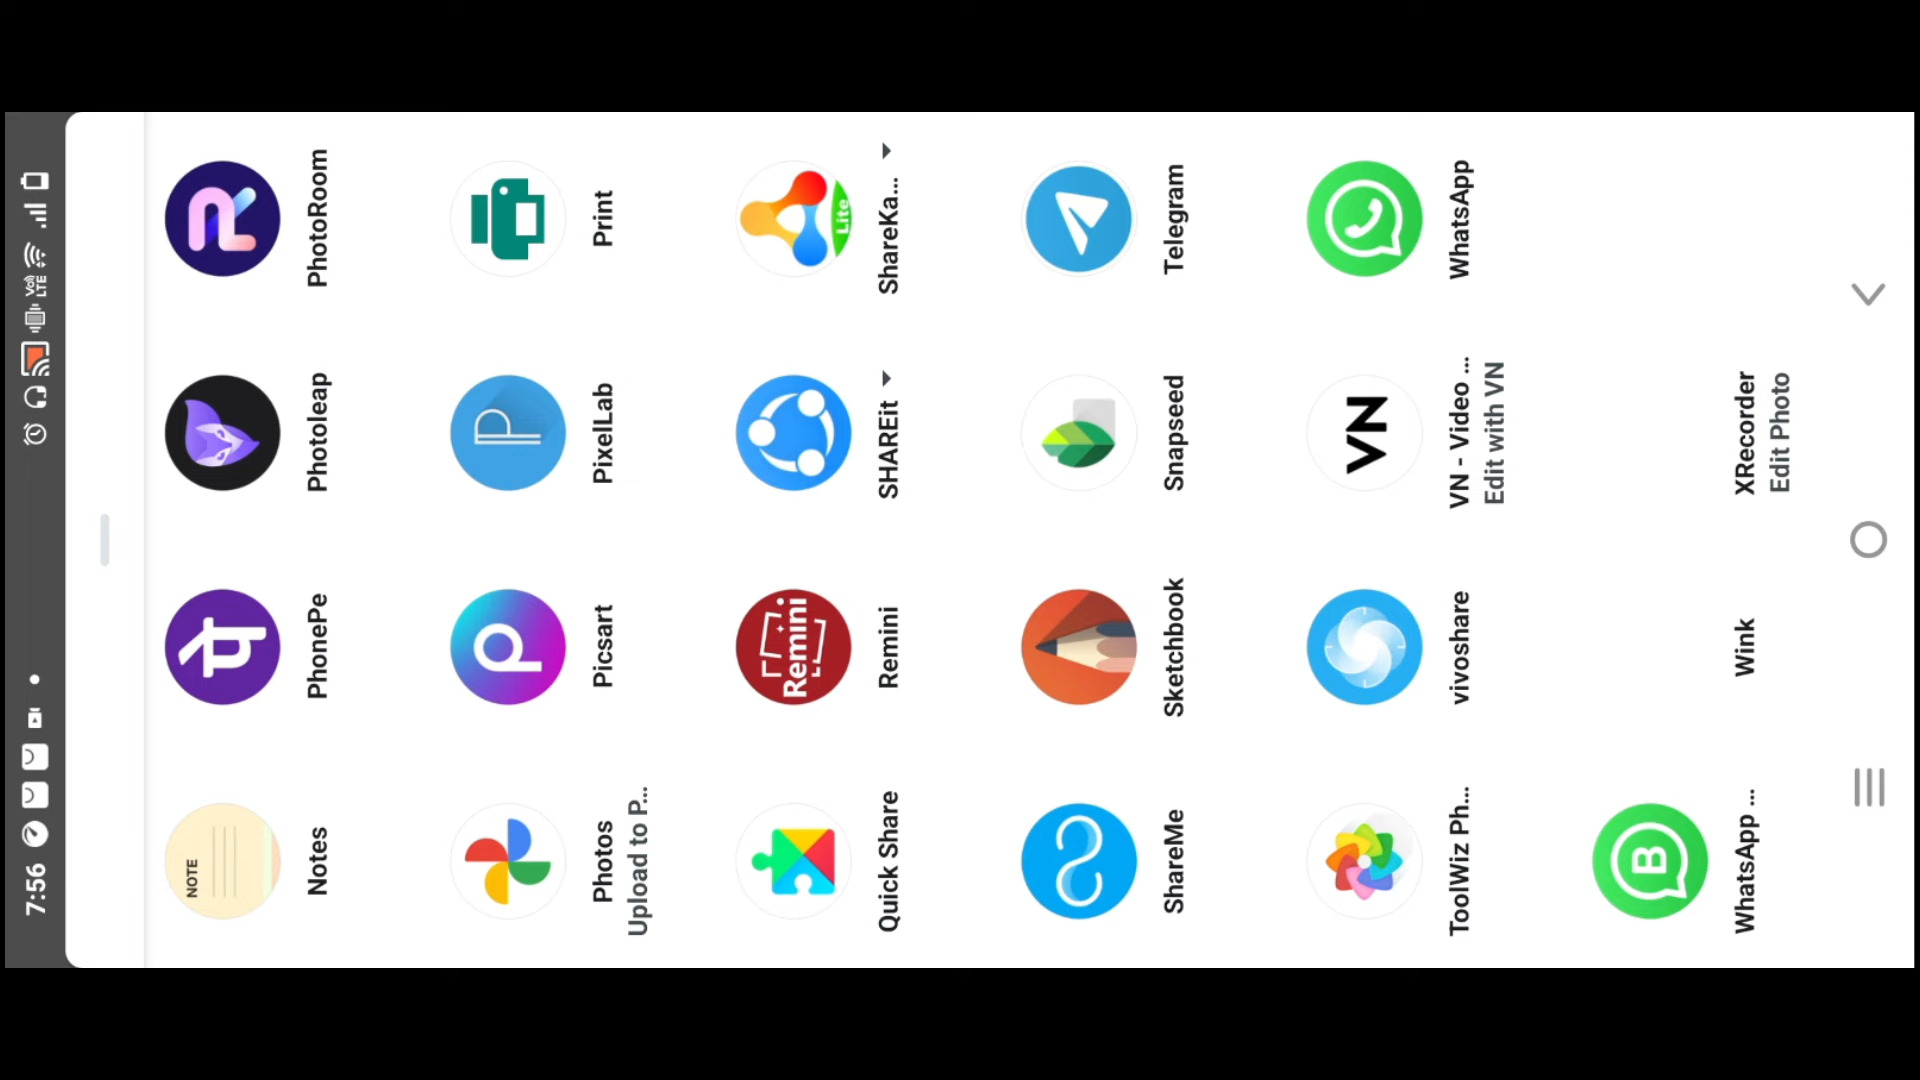 7:56
Vo))
LTE
NOTE
Notes
PhonePe
Photoleap
PhotoRoom
Photos
Upload to P...
Picsart
PixelLab
Print
Quick Share
Remini
Remini
SHAREit
Lite
ShareKa...
ShareMe
Sketchbook
Snapseed
Telegram
ToolWiz Ph...
vivoshare
VN
VN - Video ...
Edit with VN
WhatsApp
B
WhatsApp ...
Wink
XRecorder
Edit Photo